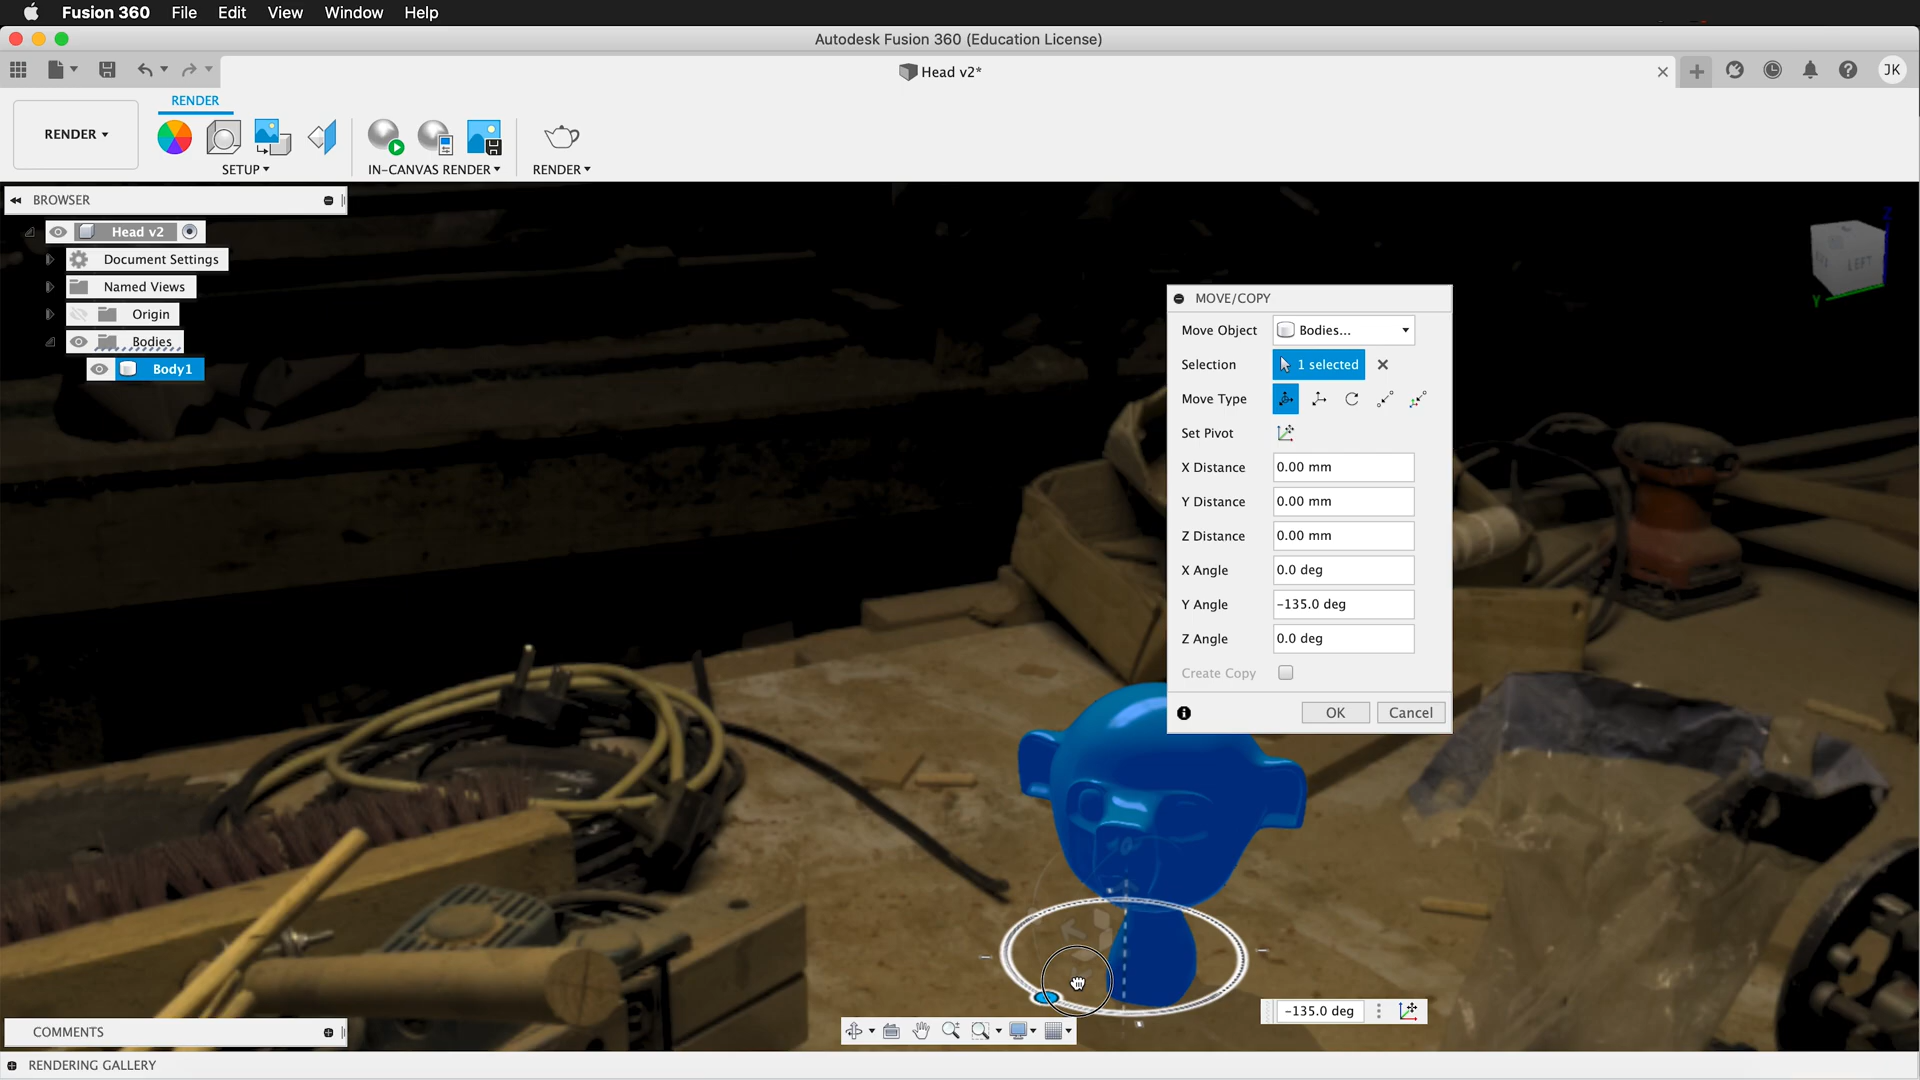 Fusion 360 File Edit View Window Help
Autodesk Fusion 360 (Education License)
Head v2*
JK
RENDER
RENDER
SETUP
IN-CANVAS RENDER
RENDER
BROWSER
Head v2
Document Settings
Named Views
Origin
Bodies
Body1
Z
LEFT
Y
MOVE/COPY
Move Object Bodies...
Selection 1 selected
Move Type
Set Pivot
X Distance 0.00 mm
Y Distance 0.00 mm
Z Distance 0.00 mm
X Angle 0.0 deg
Y Angle -135.0 deg
Z Angle 0.0 deg
Create Copy
OK Cancel
-135.0 deg
COMMENTS
RENDERING GALLERY